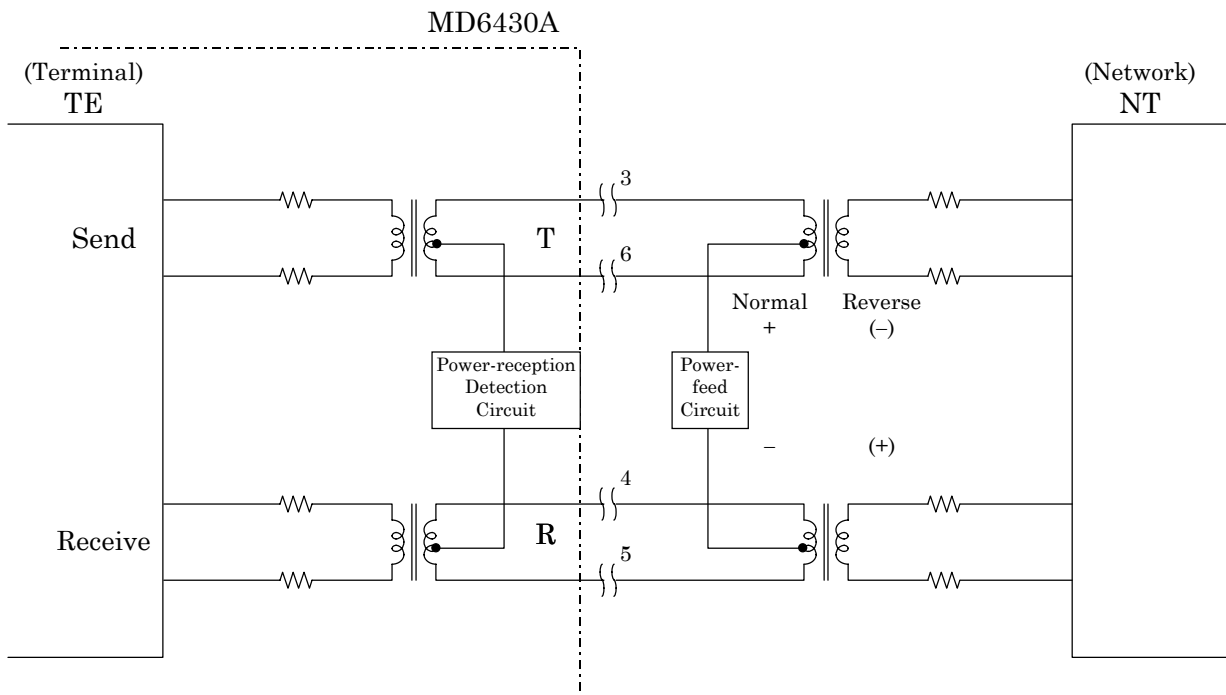 MD6430A
(Terminal)
TE
(Network)
NT
3
Send
T
6
Normal
+
Reverse
(–)
Power-reception
Detection
Circuit
Power-
feed
Circuit
–
(+)
4
Receive
R
5